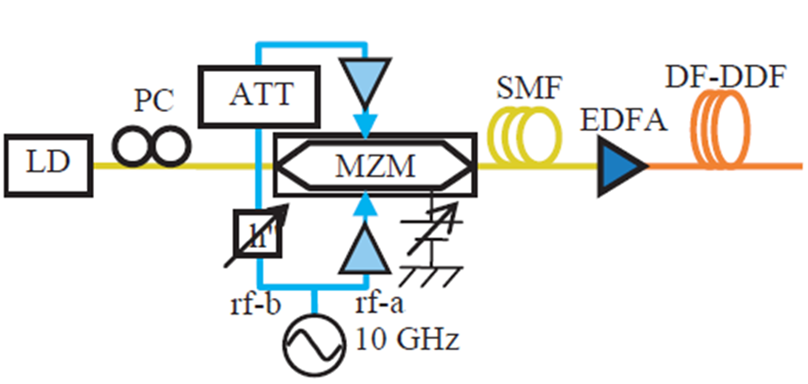 PC
ATT
SMF
DF-DDF
EDFA
LD
MZM
rf-b
rf-a
10 GHz